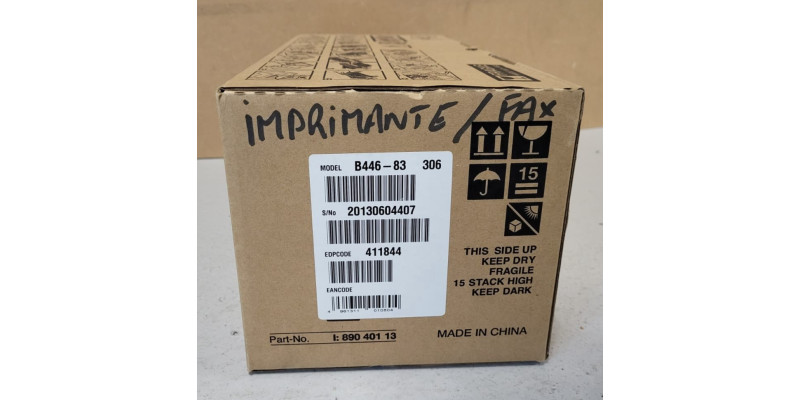 IMPRIMANTE / FAX
MODEL B446-83 306
S/No 20130604407
EDPCODE 411844
EANCODE
15
THIS SIDE UP
KEEP DRY
FRAGILE
15 STACK HIGH
KEEP DARK
Part-No. I: 890 401 13
MADE IN CHINA